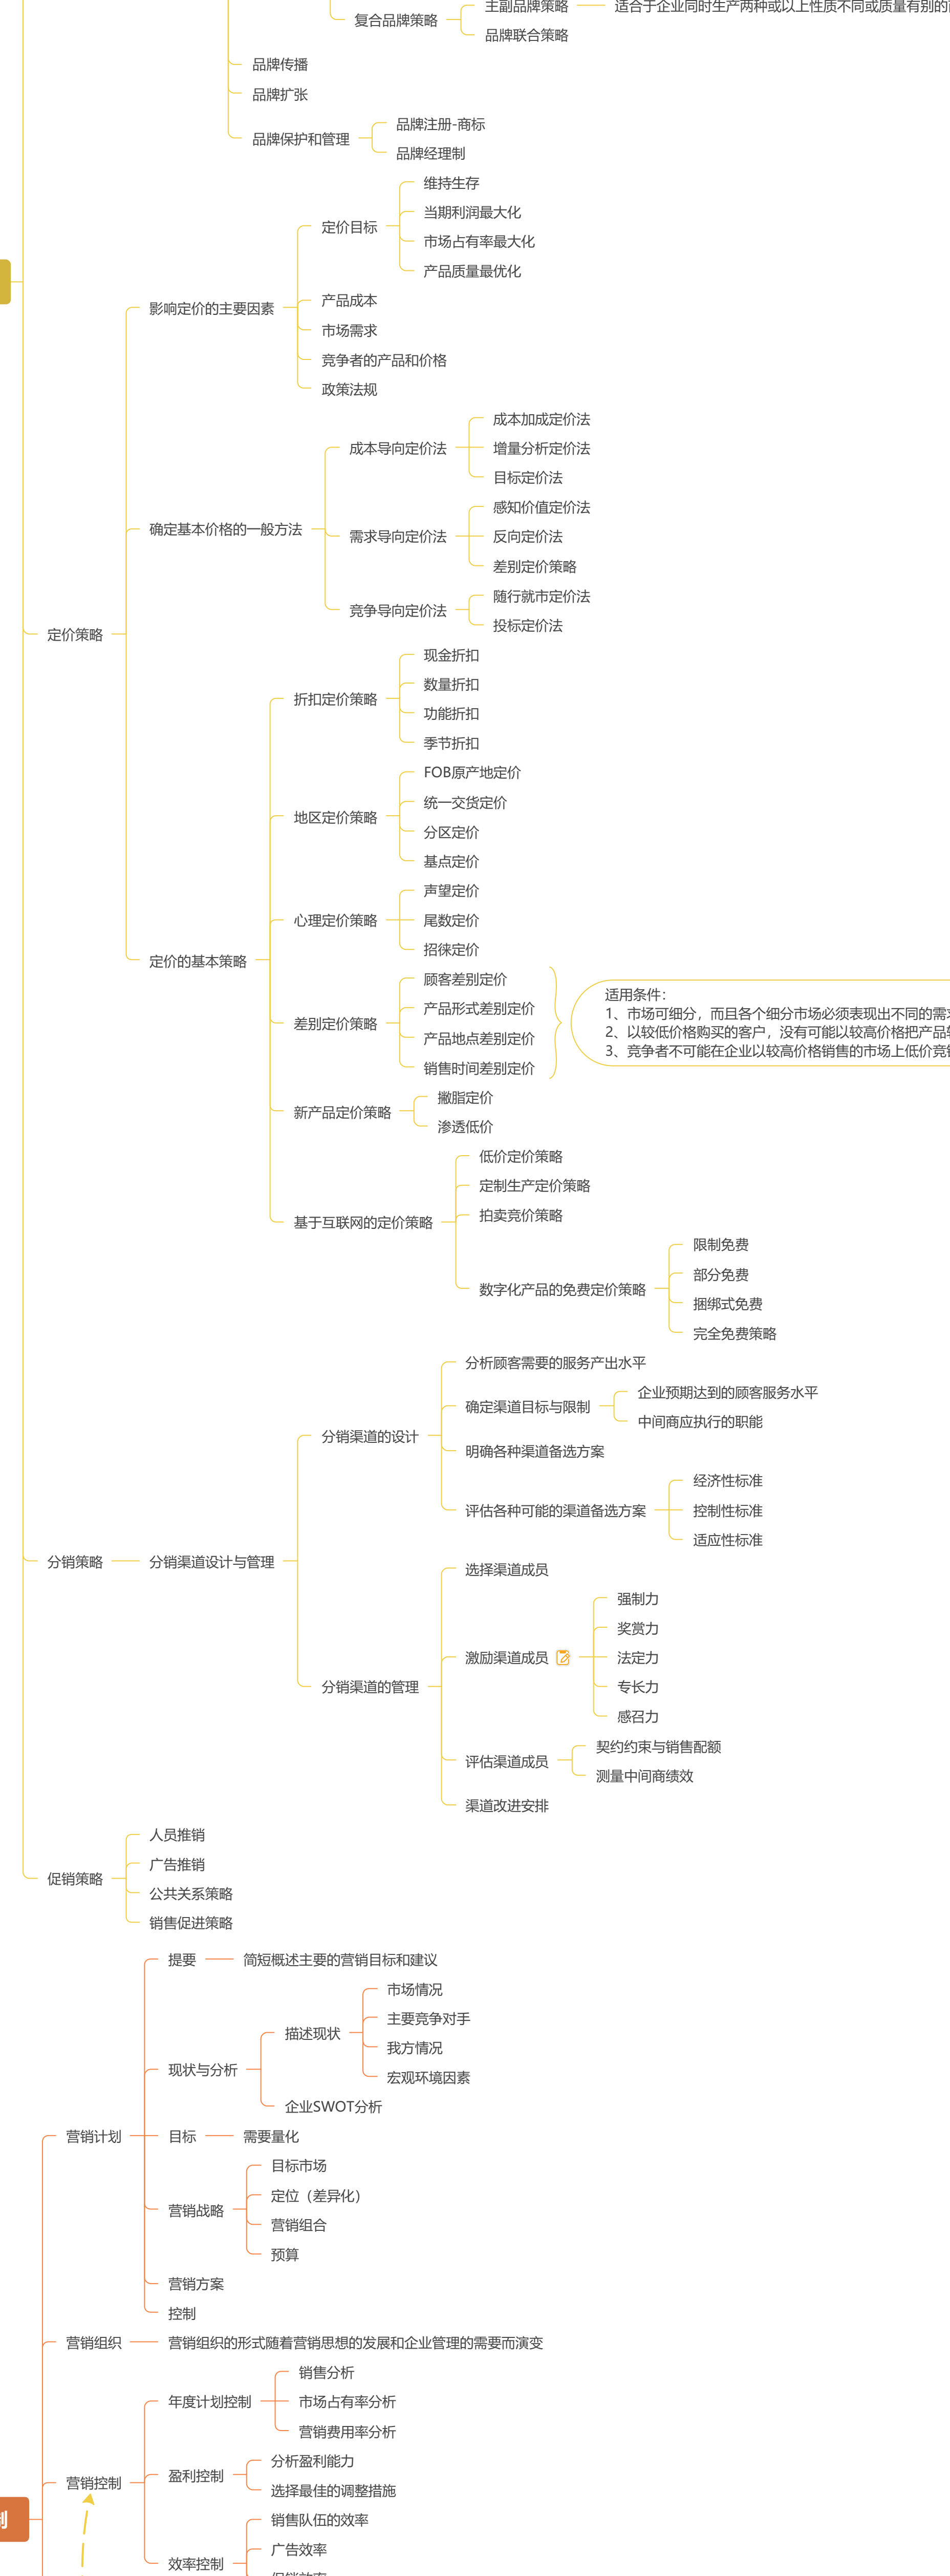 主副品牌策略
适合于企业同时生产两种或以上性质不同或质量有别的
复合品牌策略
品牌联合策略
品牌传播
品牌扩张
品牌注册-商标
品牌保护和管理
品牌经理制
维持生存
当期利润最大化
定价目标
市场占有率最大化
产品质量最优化
产品成本
影响定价的主要因素
市场需求
竞争者的产品和价格
政策法规
成本加成定价法
成本导向定价法
增量分析定价法
目标定价法
感知价值定价法
确定基本价格的一般方法
需求导向定价法
反向定价法
差别定价策略
随行就市定价法
竞争导向定价法
投标定价法
定价策略
现金折扣
数量折扣
折扣定价策略
功能折扣
季节折扣
FOB原产地定价
统一交货定价
地区定价策略
分区定价
基点定价
声望定价
心理定价策略
尾数定价
招徕定价
定价的基本策略
顾客差别定价
产品形式差别定价
差别定价策略
产品地点差别定价
销售时间差别定价
适用条件：
1、市场可细分，而且各个细分市场必须表现出不同的需
2、以较低价格购买的客户，没有可能以较高价格把产品
3、竞争者不可能在企业以较高价格销售的市场上低价竞
撇脂定价
新产品定价策略
渗透低价
低价定价策略
定制生产定价策略
拍卖竞价策略
基于互联网的定价策略
限制免费
部分免费
数字化产品的免费定价策略
捆绑式免费
完全免费策略
分析顾客需要的服务产出水平
企业预期达到的顾客服务水平
确定渠道目标与限制
中间商应执行的职能
分销渠道的设计
明确各种渠道备选方案
经济性标准
评估各种可能的渠道备选方案
控制性标准
适应性标准
分销策略
分销渠道设计与管理
选择渠道成员
强制力
奖赏力
激励渠道成员
法定力
专长力
感召力
分销渠道的管理
契约约束与销售配额
评估渠道成员
测量中间商绩效
渠道改进安排
人员推销
广告推销
促销策略
公共关系策略
销售促进策略
提要
简短概述主要的营销目标和建议
市场情况
主要竞争对手
描述现状
我方情况
宏观环境因素
现状与分析
企业SWOT分析
营销计划
目标
需要量化
目标市场
定位（差异化）
营销战略
营销组合
预算
营销方案
控制
营销组织
营销组织的形式随着营销思想的发展和企业管理的需要而演变
销售分析
年度计划控制
市场占有率分析
营销费用率分析
分析盈利能力
盈利控制
选择最佳的调整措施
营销控制
销售队伍的效率
广告效率
效率控制